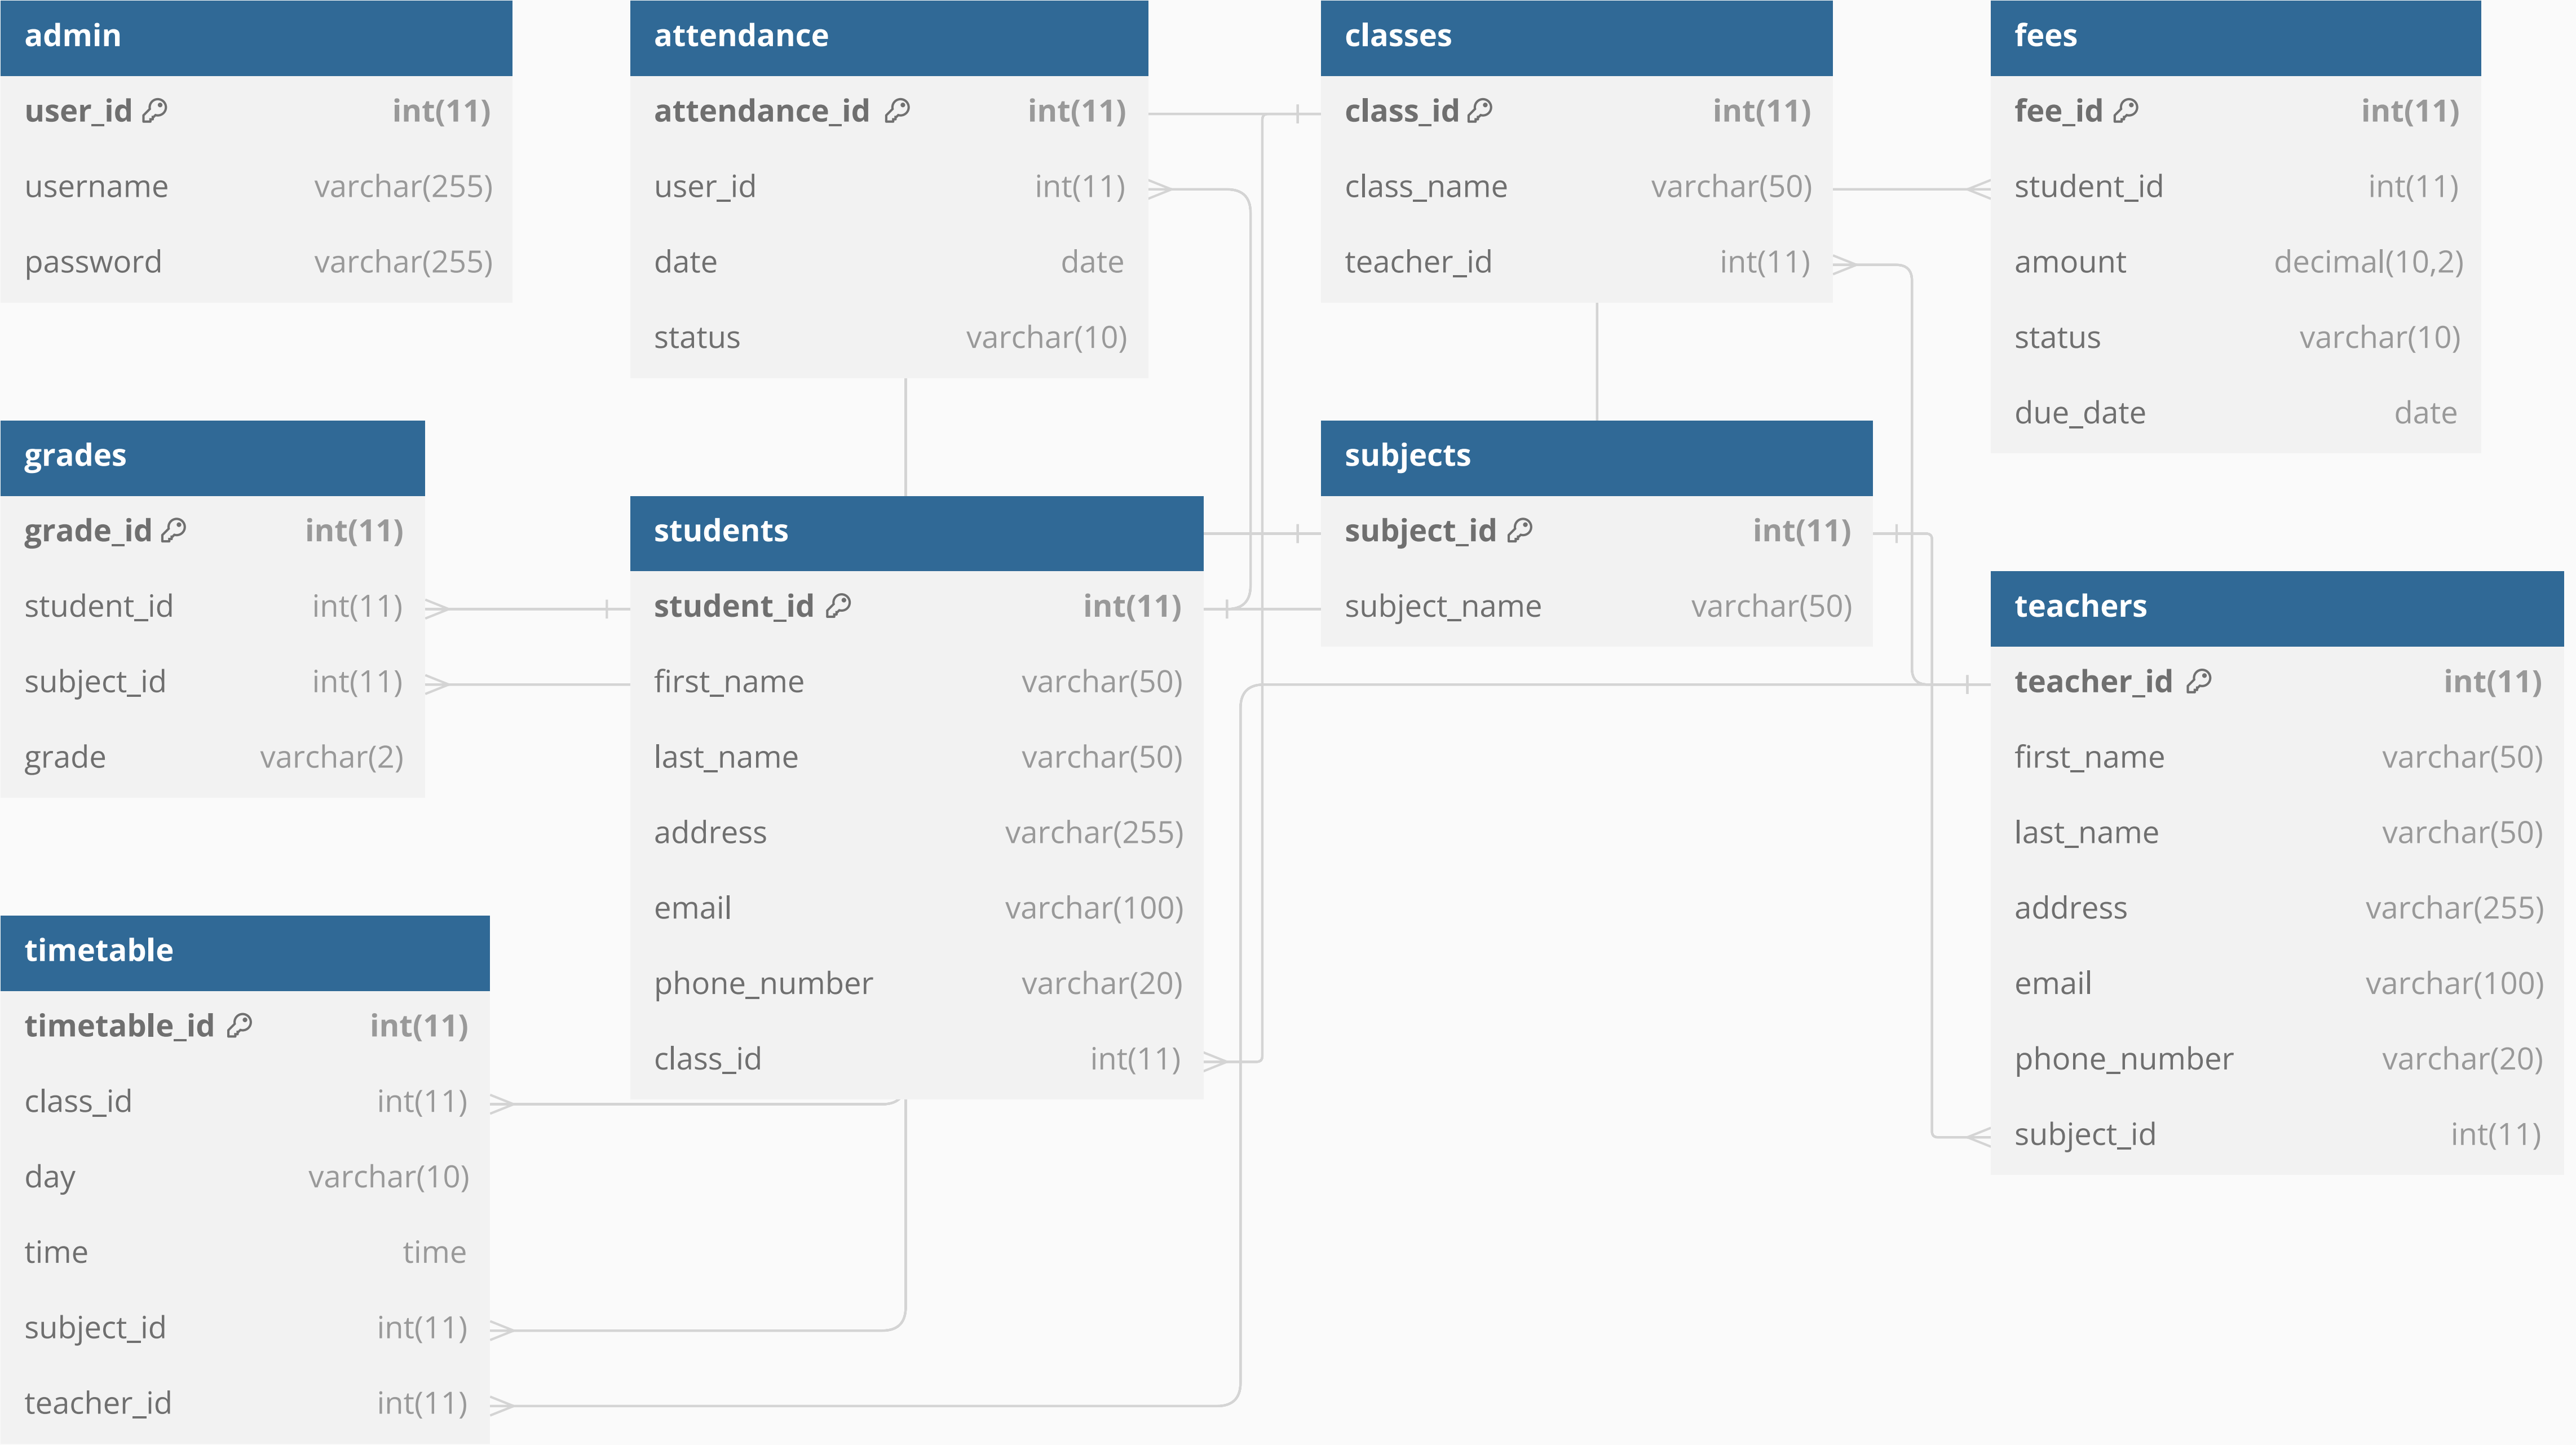 admin
user_id int(11)
username varchar(255)
password varchar(255)
attendance
attendance_id int(11)
user_id int(11)
date date
status varchar(10)
classes
class_id int(11)
class_name varchar(50)
teacher_id int(11)
fees
fee_id int(11)
student_id int(11)
amount decimal(10,2)
status varchar(10)
due_date date
grades
grade_id int(11)
student_id int(11)
subject_id int(11)
grade varchar(2)
students
student_id int(11)
first_name varchar(50)
last_name varchar(50)
address varchar(255)
email varchar(100)
phone_number varchar(20)
class_id int(11)
subjects
subject_id int(11)
subject_name varchar(50)
teachers
teacher_id int(11)
first_name varchar(50)
last_name varchar(50)
address varchar(255)
email varchar(100)
phone_number varchar(20)
subject_id int(11)
timetable
timetable_id int(11)
class_id int(11)
day varchar(10)
time time
subject_id int(11)
teacher_id int(11)